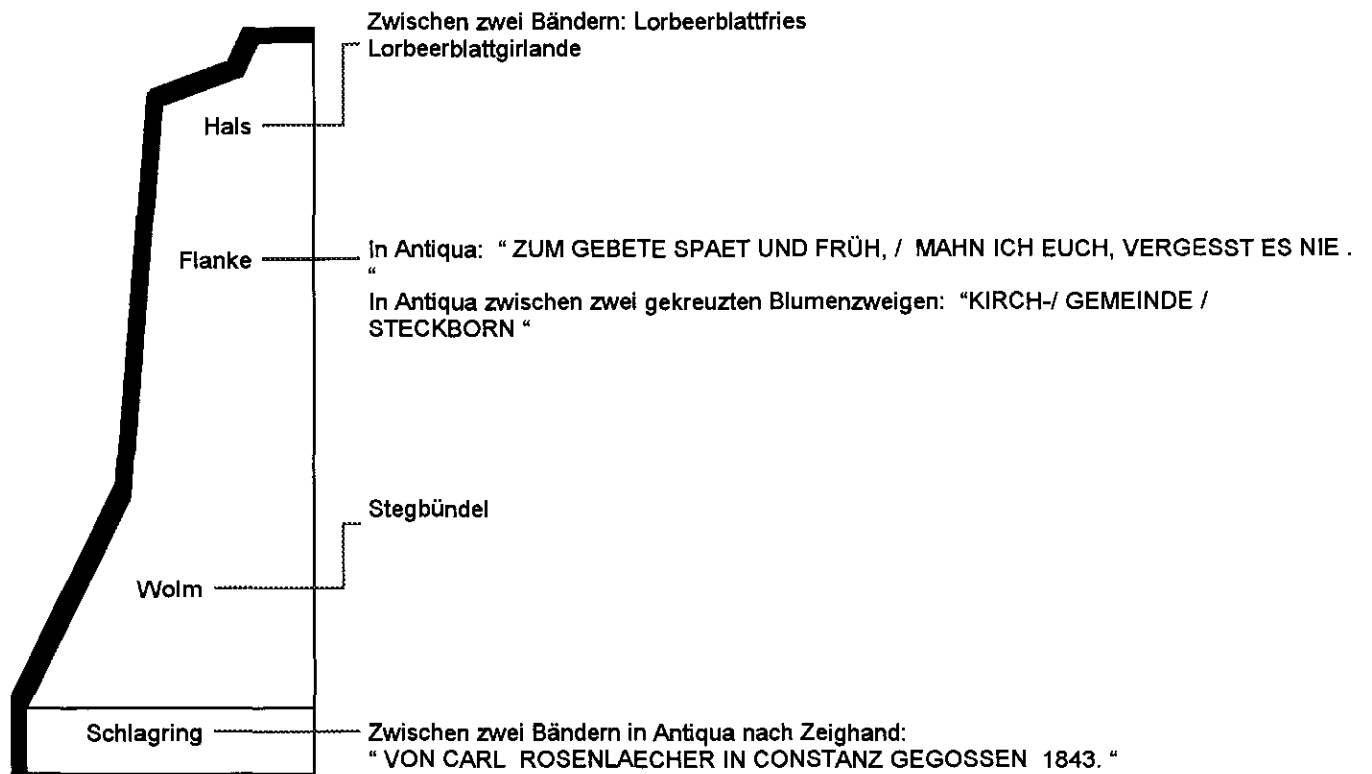 Zwischen zwei Bändern: Lorbeerblattfries
Lorbeerblattgirlande
Hals
Flanke
In Antiqua: “ ZUM GEBETE SPAET UND FRÜH, / MAHN ICH EUCH, VERGESST ES NIE .
“
In Antiqua zwischen zwei gekreuzten Blumenzweigen: “KIRCH-/ GEMEINDE /
STECKBORN “
Stegbündel
Wolm
Schlagring
Zwischen zwei Bändern in Antiqua nach Zeighand:
“ VON CARL ROSENLAECHER IN CONSTANZ GEGOSSEN 1843. “